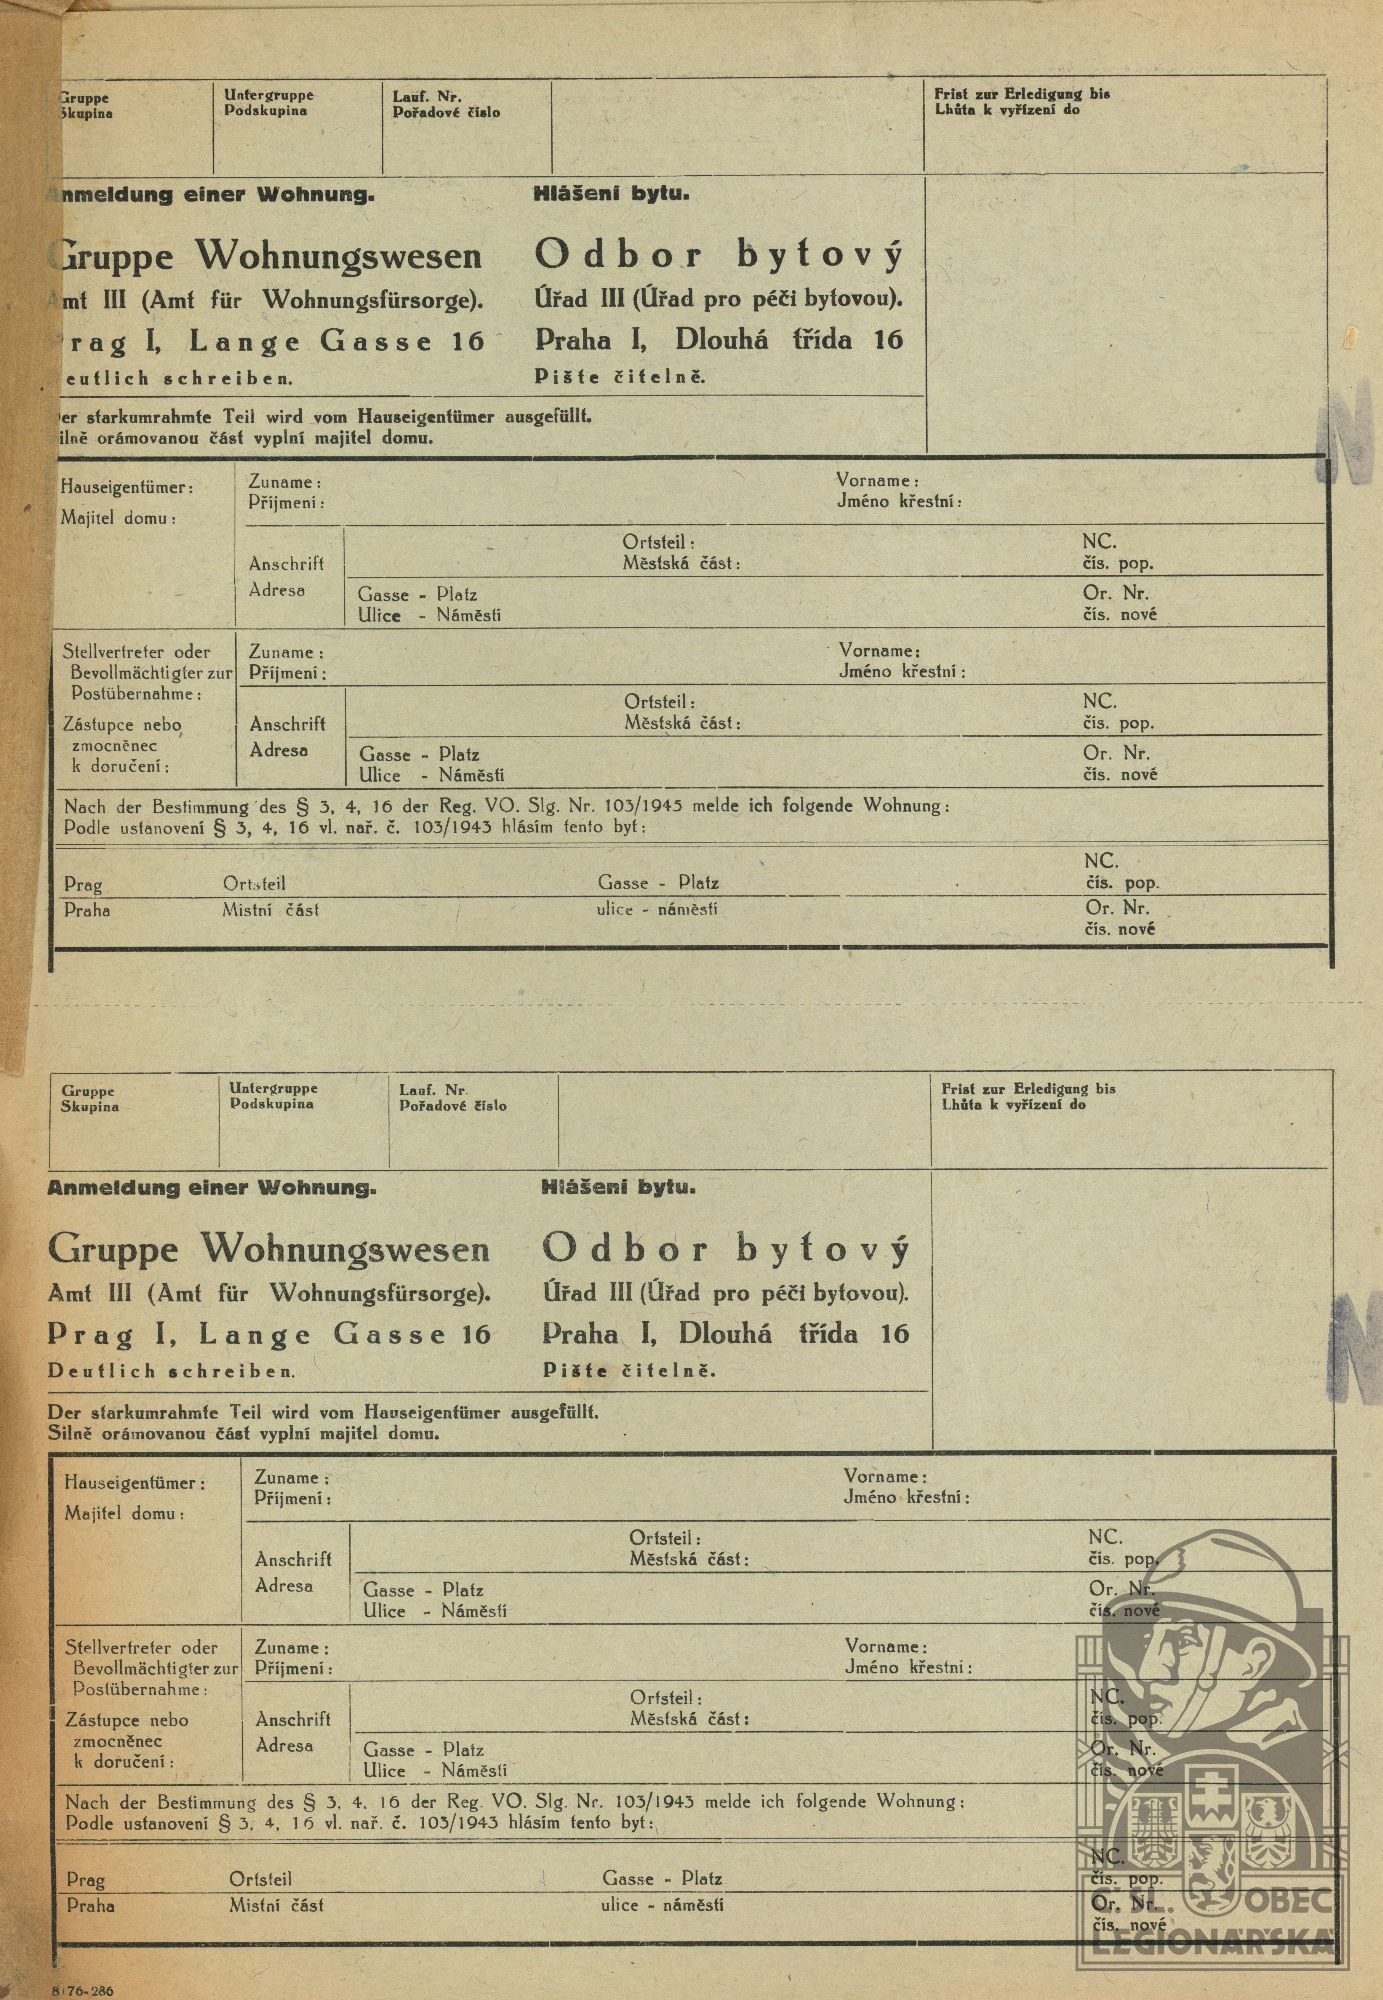 Gruppe
Skupina
Untergruppe
Podskupina
Lauf. Nr.
Pořadové číslo
Frist zur Erledigung bis
Lhůta k vyřízení do
Anmeldung einer Wohnung.
Hlášení bytu.
Gruppe Wohnungswesen
Odbor bytový
Amt III (Amt für Wohnungsfürsorge).
Úřad III (Úřad pro péči bytovou).
Prag I, Lange Gasse 16
Praha I, Dlouhá třída 16
Deutlich schreiben.
Pište čitelně.
Der starkumrahmte Teil wird vom Hauseigentümer ausgefüllt.
Silně orámovanou část vyplní majitel domu.
Hauseigentümer:
Majitel domu:
Zuname:
Příjmení:
Vorname:
Jméno křestní:
Anschrift
Adresa
Ortsteil:
Městská část:
NC.
čís. pop.
Gasse - Platz
Ulice - Náměstí
Or. Nr.
čís. nové
Stellvertreter oder
Bevollmächtigter zur
Postübernahme:
Zástupce nebo
zmocněnec
k doručení:
Zuname:
Příjmení:
Vorname:
Jméno křestní:
Anschrift
Adresa
Ortsteil:
Městská část:
NC.
čís. pop.
Gasse - Platz
Ulice - Náměstí
Or. Nr.
čís. nové
Nach der Bestimmung des § 3, 4, 16 der Reg. VO. Slg. Nr. 103/1943 melde ich folgende Wohnung:
Podle ustanovení § 3, 4, 16 vl. nař. č. 103/1943 hlásím tento byt:
Prag
Praha
Ortsteil
Místní část
Gasse - Platz
ulice - náměstí
NC.
čís. pop.
Or. Nr.
čís. nové
N
Gruppe
Skupina
Untergruppe
Podskupina
Lauf. Nr.
Pořadové číslo
Frist zur Erledigung bis
Lhůta k vyřízení do
Anmeldung einer Wohnung.
Hlášení bytu.
Gruppe Wohnungswesen
Odbor bytový
Amt III (Amt für Wohnungsfürsorge).
Úřad III (Úřad pro péči bytovou).
Prag I, Lange Gasse 16
Praha I, Dlouhá třída 16
Deutlich schreiben.
Pište čitelně.
Der starkumrahmte Teil wird vom Hauseigentümer ausgefüllt.
Silně orámovanou část vyplní majitel domu.
Hauseigentümer:
Majitel domu:
Zuname:
Příjmení:
Vorname:
Jméno křestní:
Anschrift
Adresa
Ortsteil:
Městská část:
NC.
čís. pop.
Gasse - Platz
Ulice - Náměstí
Or. Nr.
čís. nové
Stellvertreter oder
Bevollmächtigter zur
Postübernahme:
Zástupce nebo
zmocněnec
k doručení:
Zuname:
Příjmení:
Vorname:
Jméno křestní:
Anschrift
Adresa
Ortsteil:
Městská část:
NC.
čís. pop.
Gasse - Platz
Ulice - Náměstí
Or. Nr.
čís. nové
Nach der Bestimmung des § 3, 4, 16 der Reg. VO. Slg. Nr. 103/1943 melde ich folgende Wohnung:
Podle ustanovení § 3, 4, 16 vl. nař. č. 103/1943 hlásím tento byt:
Prag
Praha
Ortsteil
Místní část
Gasse - Platz
ulice - náměstí
NC.
čís. pop.
Or. Nr.
čís. nové
N
Č. SL. OBEC
LEGIONÁŘSKÁ
8176-286